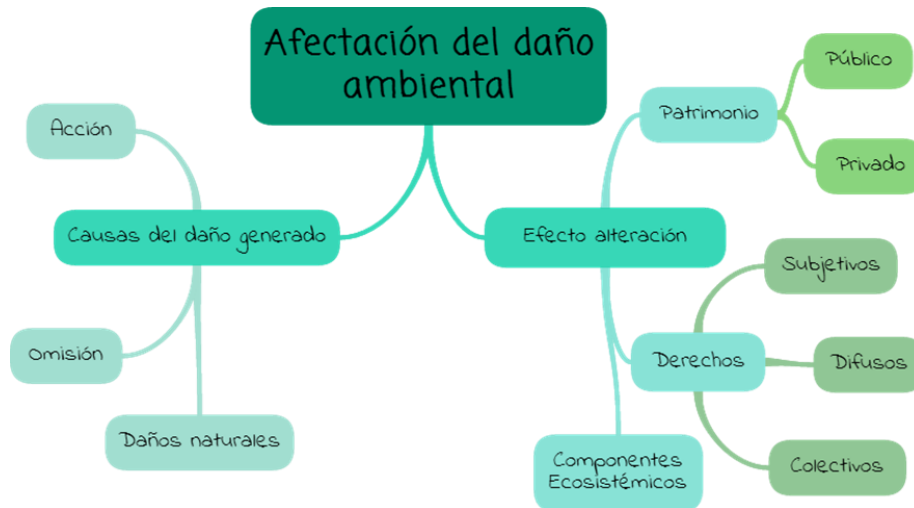 Afectación del daño
ambiental
Acción
Causas del daño generado
Omisión
Daños naturales
Efecto alteración
Patrimonio
Público
Privado
Derechos
Subjetivos
Difusos
Colectivos
Componentes
Ecosistémicos